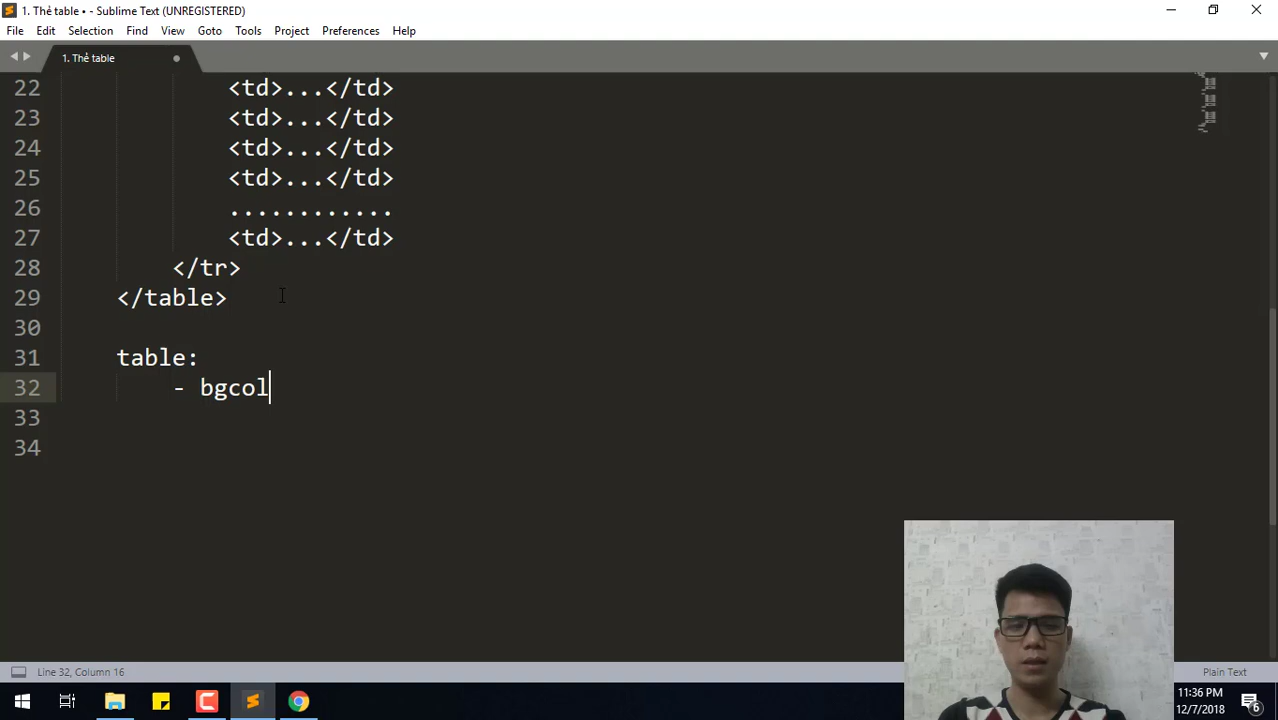 1. Thẻ table • - Sublime Text (UNREGISTERED)
File Edit Selection Find View Goto Tools Project Preferences Help
1. Thẻ table
22 <td>...</td>
23 <td>...</td>
24 <td>...</td>
25 <td>...</td>
26 ............
27 <td>...</td>
28 </tr>
29 </table>
30
31 table:
32 - bgcol
33
34
Line 32, Column 16
Plain Text
11:36 PM
12/7/2018
6